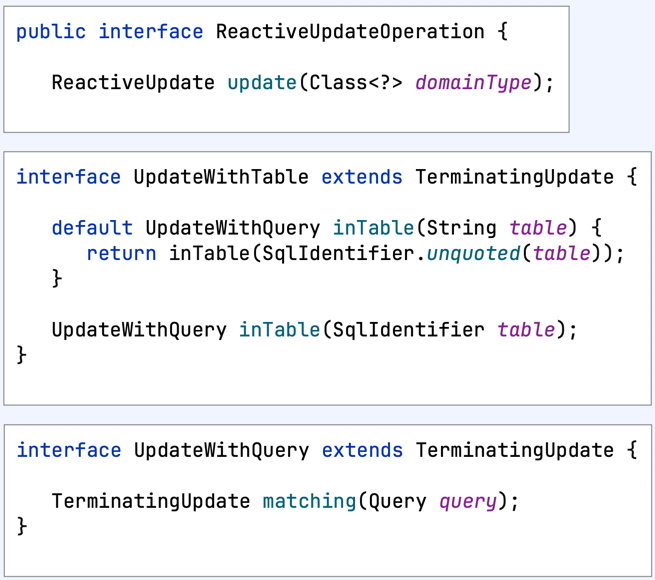 public interface ReactiveUpdateOperation {
ReactiveUpdate update(Class<?> domainType);
interface UpdateWithTable extends TerminatingUpdate {
default UpdateWithQuery inTable(String table) {
return inTable(SqlIdentifier.unquoted(table));
}
UpdateWithQuery inTable(SqlIdentifier table);
}
interface UpdateWithQuery extends TerminatingUpdate {
TerminatingUpdate matching(Query query);
}